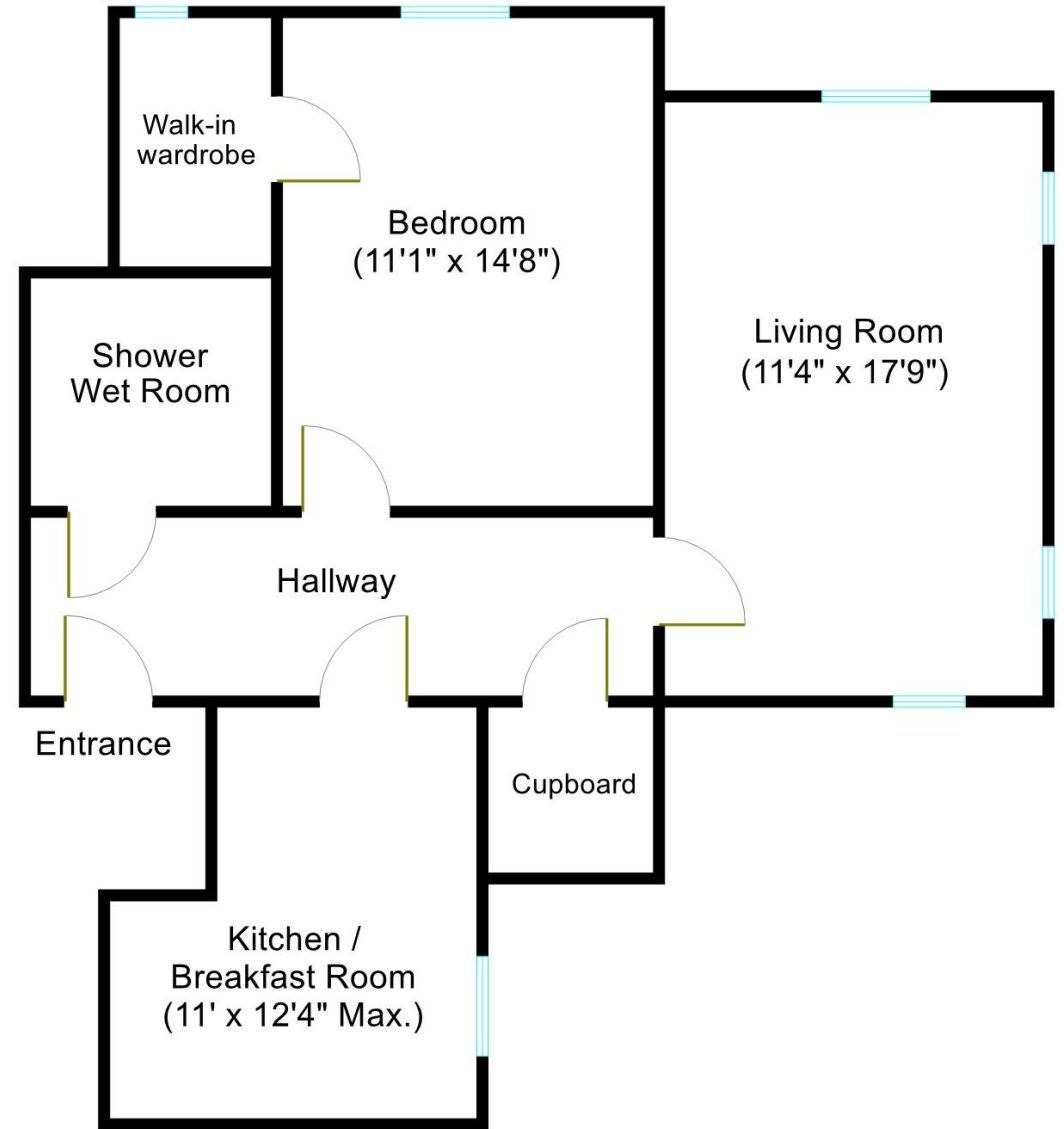 Walk-in
wardrobe
Bedroom
(11'1" x 14'8")
Living Room
(11'4" x 17'9")
Shower
Wet Room
Hallway
Entrance
Cupboard
Kitchen /
Breakfast Room
(11' x 12'4" Max.)